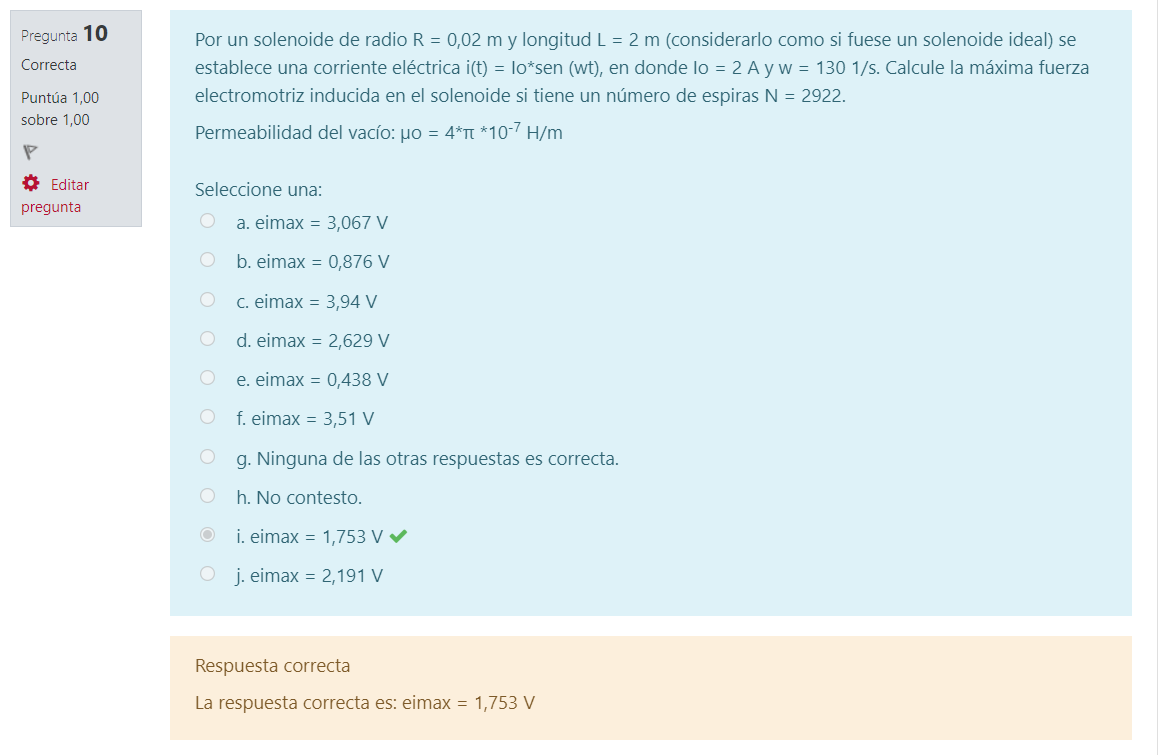 Pregunta 10
Correcta
Puntúa 1,00
sobre 1,00
Editar
pregunta
Por un solenoide de radio R = 0,02 m y longitud L = 2 m (considerarlo como si fuese un solenoide ideal) se
establece una corriente eléctrica i(t) = Io*sen (wt), en donde Io = 2 A y w = 130 1/s. Calcule la máxima fuerza
electromotriz inducida en el solenoide si tiene un número de espiras N = 2922.
Permeabilidad del vacío: μo = 4*π *10⁻⁷ H/m
Seleccione una:
a. eimax = 3,067 V
b. eimax = 0,876 V
c. eimax = 3,94 V
d. eimax = 2,629 V
e. eimax = 0,438 V
f. eimax = 3,51 V
g. Ninguna de las otras respuestas es correcta.
h. No contesto.
i. eimax = 1,753 V
j. eimax = 2,191 V
Respuesta correcta
La respuesta correcta es: eimax = 1,753 V